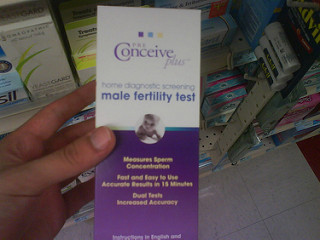 PRE
Conceive
plus
home diagnostic screening
male fertility test
Measures Sperm
Concentration
Fast and Easy to Use
Accurate Results in 15 Minutes
Dual Tests
Increased Accuracy
Instructions in English and